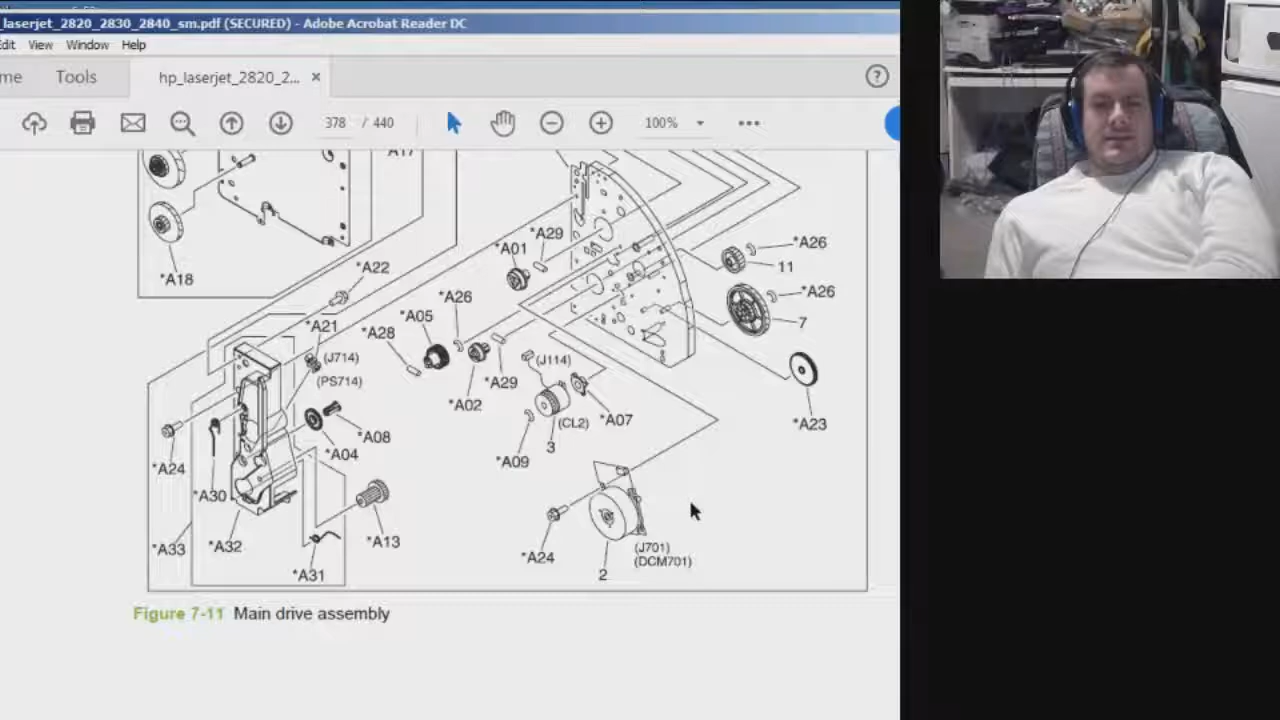 _laserjet_2820_2830_2840_sm.pdf (SECURED) - Adobe Acrobat Reader DC
Edit View Window Help
me Tools hp_laserjet_2820_2... × ?
378 / 440 100%
*A17
*A18
*A22
*A29
*A01
*A26
11
*A26
7
*A26
*A05
*A28
*A21
(J714)
(PS714)
*A02
*A29
(J114)
*A07
(CL2)
3
*A09
*A23
*A24
*A08
*A04
*A30
*A33
*A32
*A13
*A31
*A24
2
(J701)
(DCM701)
Figure 7-11 Main drive assembly